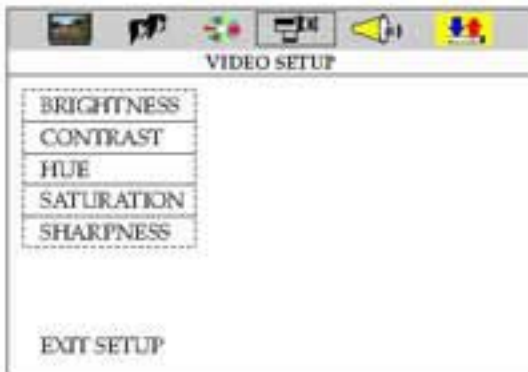 VIDEO SETUP
BRIGHTNESS
CONTRAST
HUE
SATURATION
SHARPNESS
EXIT SETUP